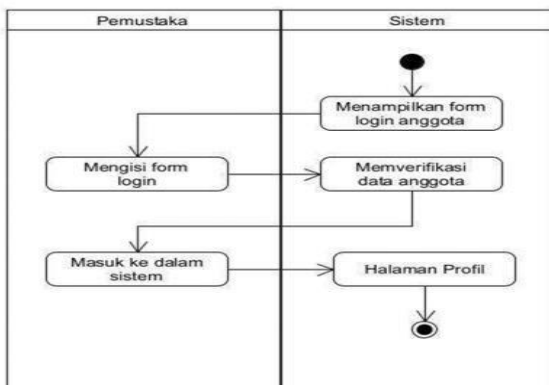 Pemustaka
Sistem
Menampilkan form
login anggota
Mengisi form
login
Memverifikasi
data anggota
Masuk ke dalam
sistem
Halaman Profil